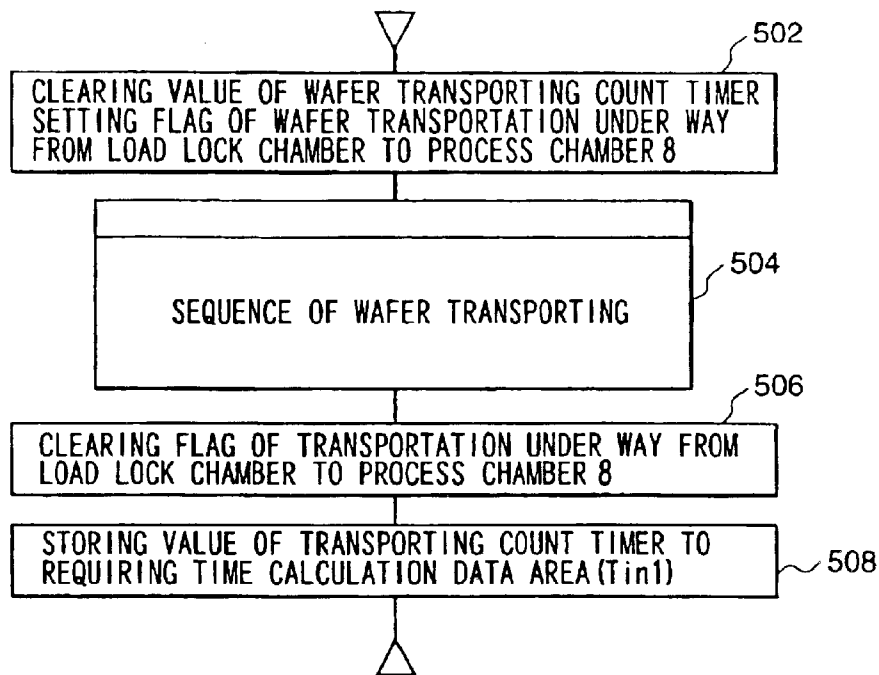 502
CLEARING VALUE OF WAFER TRANSPORTING COUNT TIMER
SETTING FLAG OF WAFER TRANSPORTATION UNDER WAY
FROM LOAD LOCK CHAMBER TO PROCESS CHAMBER 8
504
SEQUENCE OF WAFER TRANSPORTING
506
CLEARING FLAG OF TRANSPORTATION UNDER WAY FROM
LOAD LOCK CHAMBER TO PROCESS CHAMBER 8
STORING VALUE OF TRANSPORTING COUNT TIMER TO
REQUIRING TIME CALCULATION DATA AREA(Tin1)
508